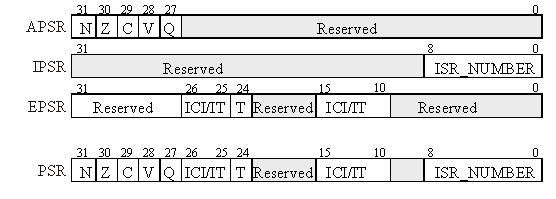 31 30 29 28 27 0
APSR N Z C V Q Reserved
31 8 0
IPSR Reserved ISR_NUMBER
31 26 25 24 15 10 0
EPSR Reserved ICI/IT T Reserved ICI/IT Reserved
31 30 29 28 27 26 25 24 15 10 8 0
PSR N Z C V Q ICI/IT T Reserved ICI/IT ISR_NUMBER